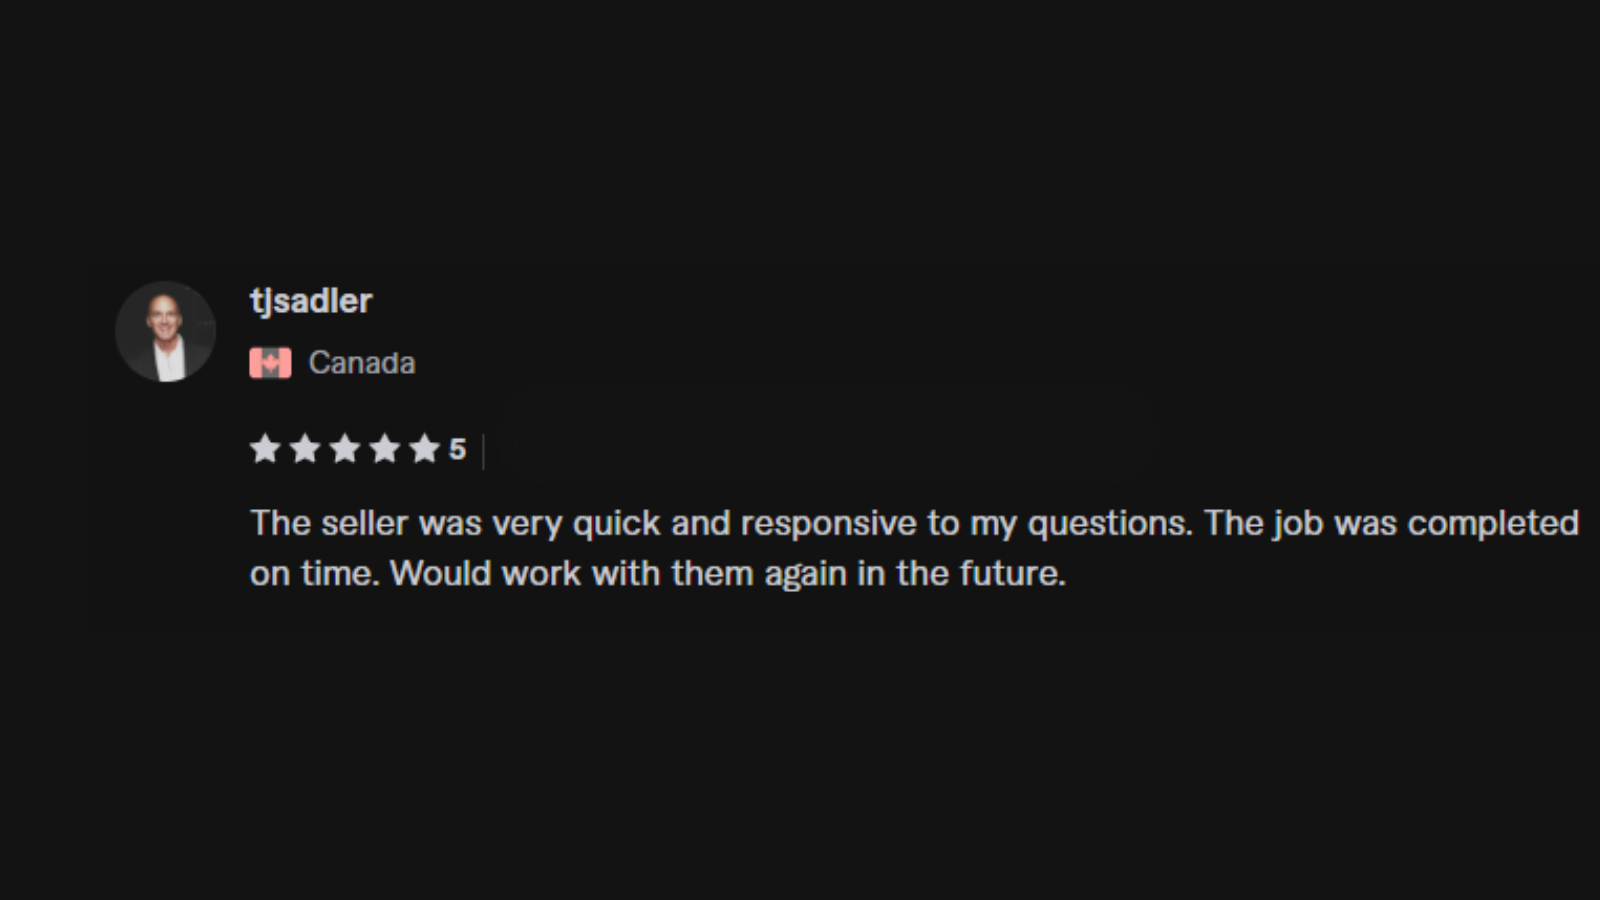 tjsadler
Canada
5
The seller was very quick and responsive to my questions. The job was completed
on time. Would work with them again in the future.